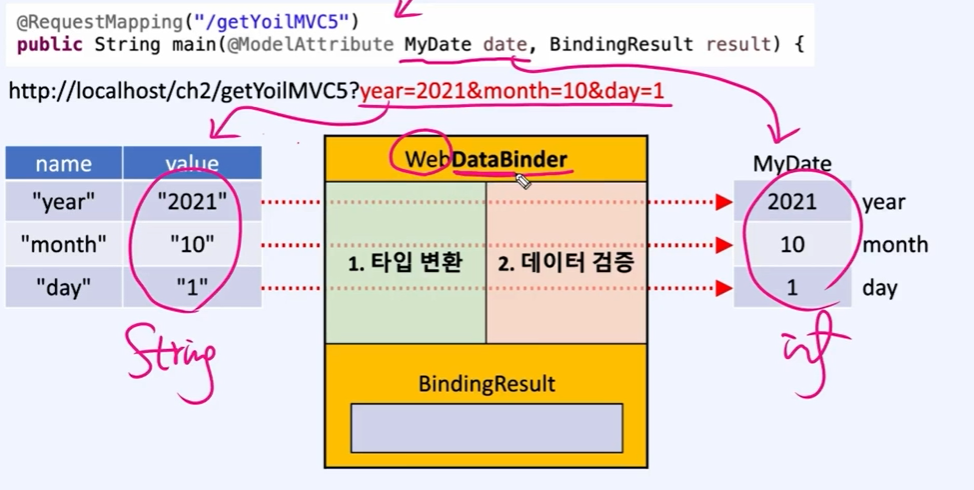 @RequestMapping("/getYoilMVC5")
public String main(@ModelAttribute MyDate date, BindingResult result) {
http://localhost/ch2/getYoilMVC5?year=2021&month=10&day=1
name value
"year" "2021"
"month" "10"
"day" "1"
String
WebDataBinder
1. 타입 변환 2. 데이터 검증
BindingResult
MyDate
2021 year
10 month
1 day
int